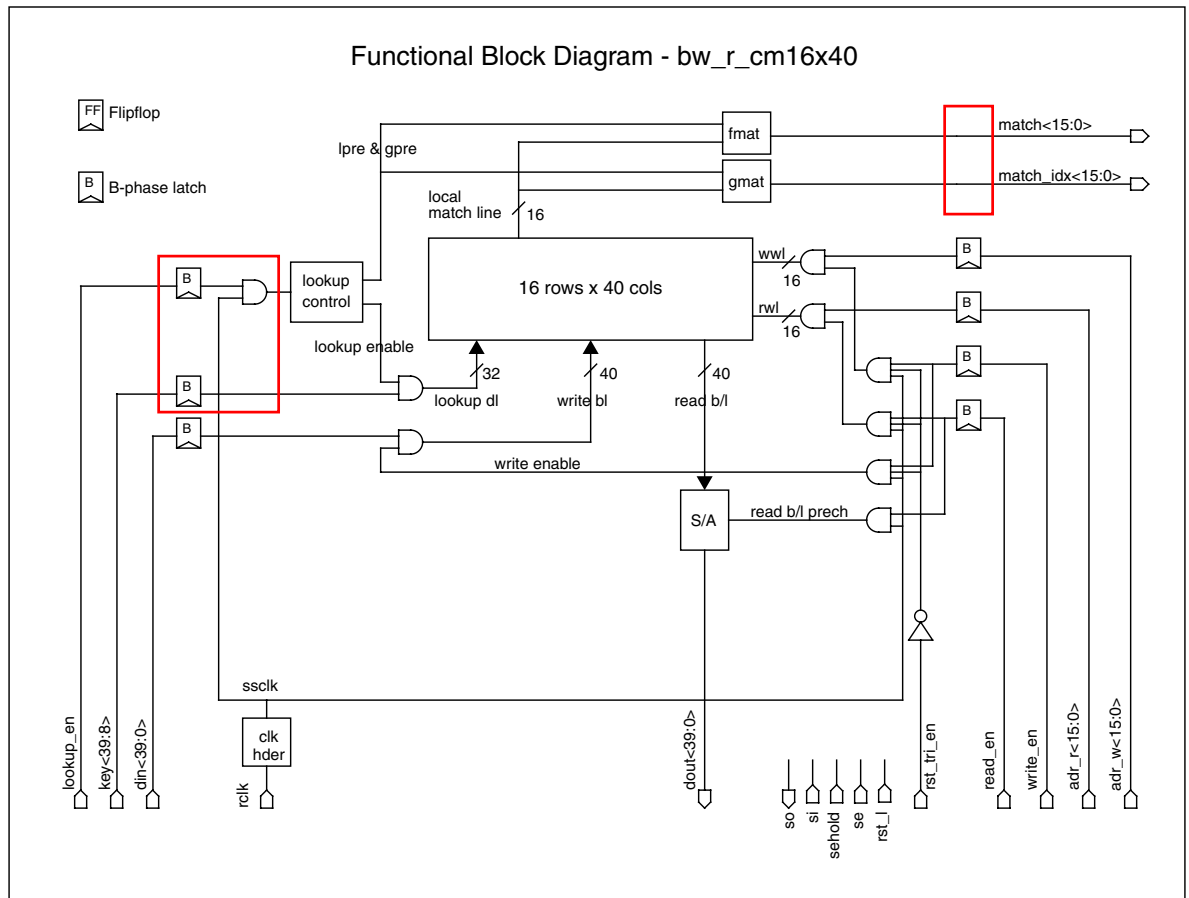 Functional Block Diagram - bw_r_cm16x40
FF Flipflop
B B-phase latch
lpre & gpre
fmat
match<15:0>
gmat
match_idx<15:0>
local
match line
16
B
lookup
control
16 rows x 40 cols
wwl
16
B
rwl
16
B
lookup enable
B
32
lookup dl
40
write bl
40
read b/l
B
B
B
write enable
S/A
read b/l prech
ssclk
clk
hder
lookup_en
key<39:8>
din<39:0>
rclk
dout<39:0>
so
si
sehold
se
rst_l
rst_tri_en
read_en
write_en
adr_r<15:0>
adr_w<15:0>